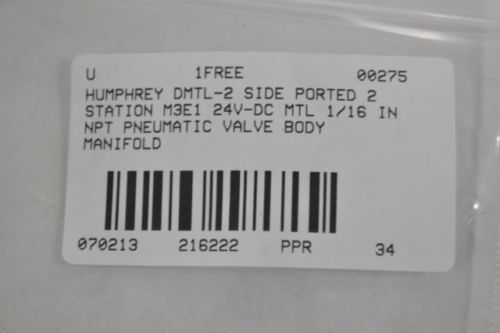 U 1FREE 00275
HUMPHREY DMTL-2 SIDE PORTED 2
STATION M3E1 24V-DC MTL 1/16 IN
NPT PNEUMATIC VALVE BODY
MANIFOLD
070213 216222 PPR 34